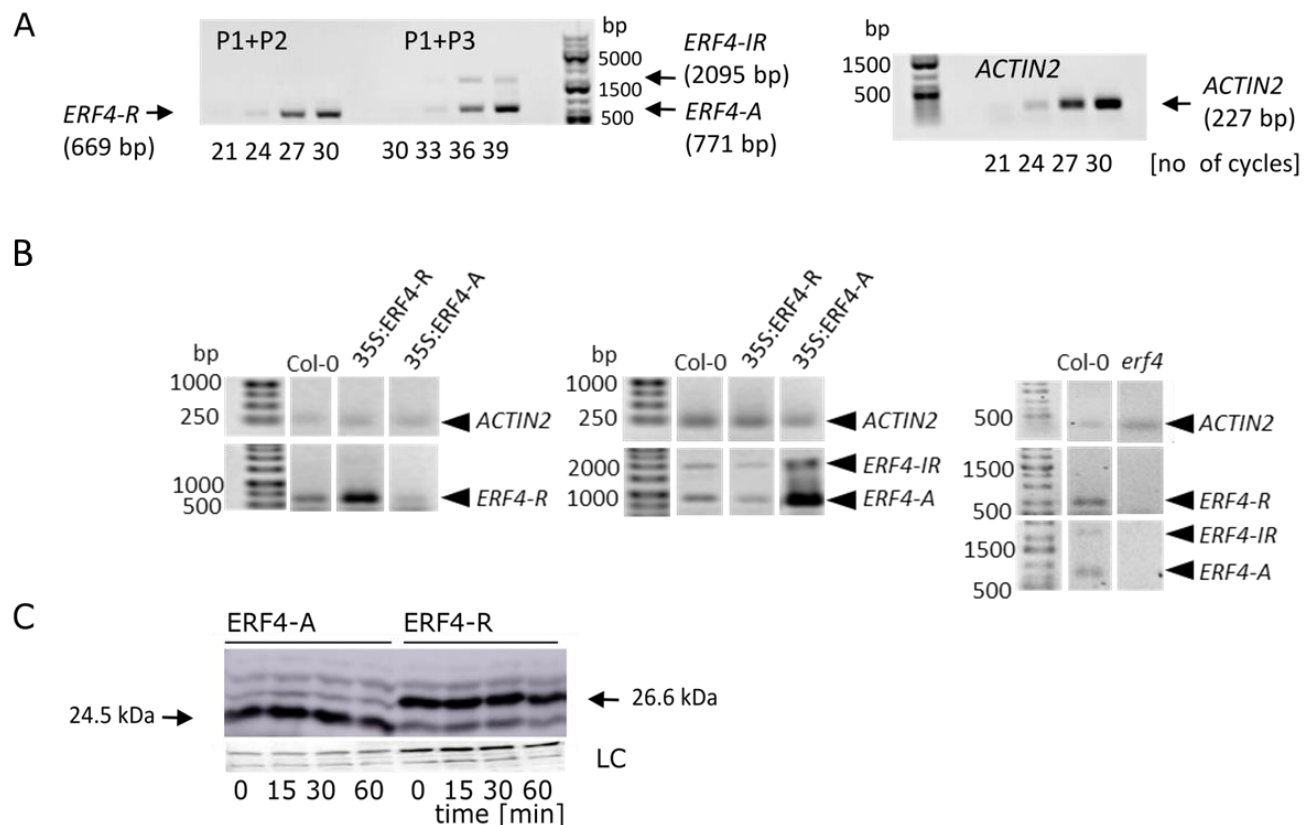 A
P1+P2
P1+P3
bp
5000
1500
500
ERF4-R
(669 bp)
ERF4-IR
(2095 bp)
ERF4-A
(771 bp)
21 24 27 30
30 33 36 39
1500
500
ACTIN2
ACTIN2
(227 bp)
21 24 27 30 [no of cycles]
B
bp
Col-0
35S:ERF4-R
35S:ERF4-A
1000
250
ACTIN2
1000
500
ERF4-R
bp
Col-0
35S:ERF4-R
35S:ERF4-A
1000
250
ACTIN2
2000
ERF4-IR
1000
ERF4-A
Col-0 erf4
500
ACTIN2
1500
500
ERF4-R
1500
500
ERF4-IR
ERF4-A
C
ERF4-A
ERF4-R
24.5 kDa
26.6 kDa
LC
0 15 30 60 0 15 30 60
time [min]